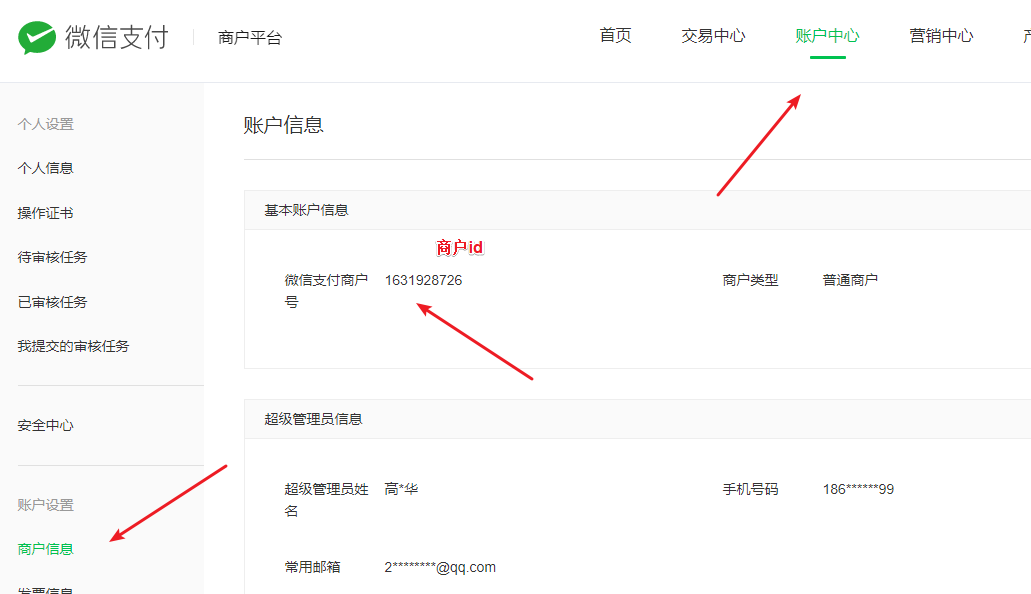 微信支付 商户平台 首页 交易中心 账户中心 营销中心
个人设置
个人信息
操作证书
待审核任务
已审核任务
我提交的审核任务
安全中心
账户设置
商户信息
发票信息
账户信息
基本账户信息
商户id
微信支付商户 1631928726 商户类型 普通商户
号
超级管理员信息
超级管理员姓 高*华 手机号码 186******99
名
常用邮箱 2********@qq.com